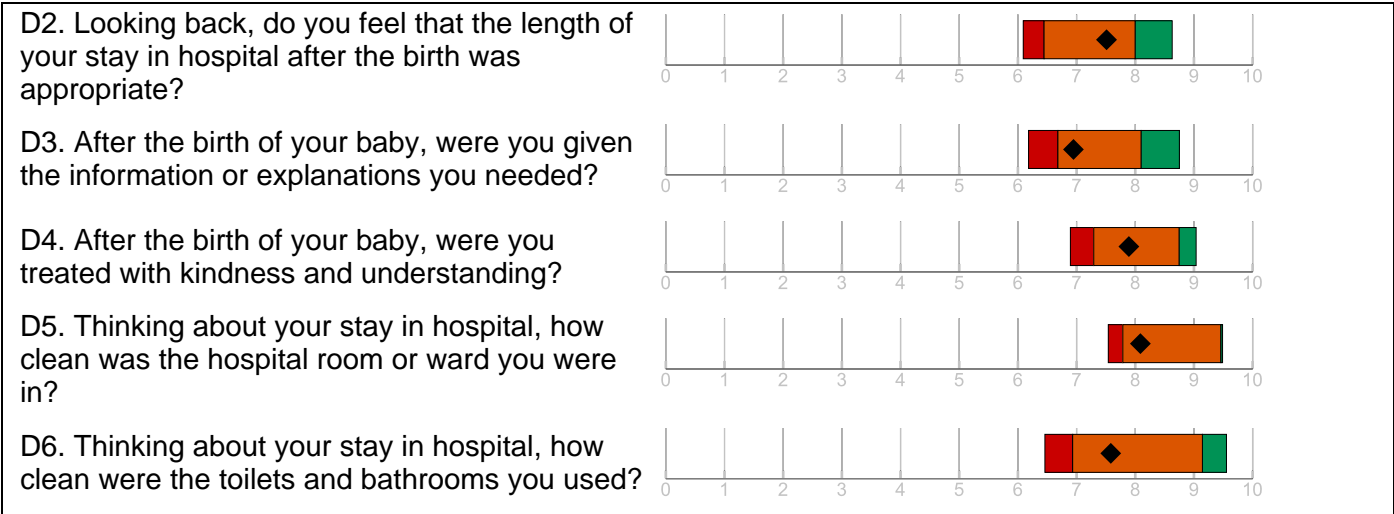 D2. Looking back, do you feel that the length of
your stay in hospital after the birth was
appropriate?
0 1 2 3 4 5 6 7 8 9 10
D3. After the birth of your baby, were you given
the information or explanations you needed?
0 1 2 3 4 5 6 7 8 9 10
D4. After the birth of your baby, were you
treated with kindness and understanding?
0 1 2 3 4 5 6 7 8 9 10
D5. Thinking about your stay in hospital, how
clean was the hospital room or ward you were
in?
0 1 2 3 4 5 6 7 8 9 10
D6. Thinking about your stay in hospital, how
clean were the toilets and bathrooms you used?
0 1 2 3 4 5 6 7 8 9 10